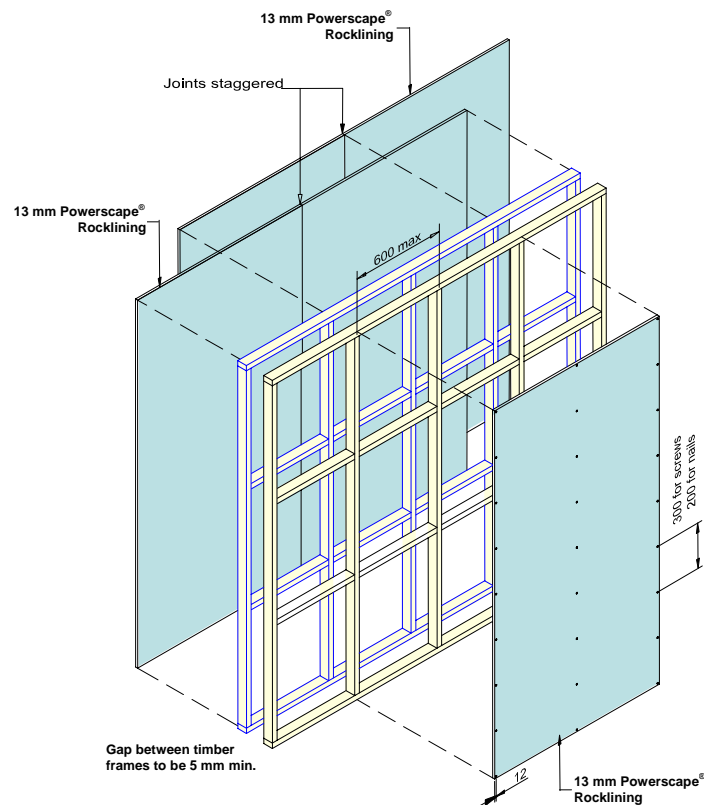 13 mm Powerscape®
Rocklining
Joints staggered
13 mm Powerscape®
Rocklining
600 max
300 for screws
200 for nails
Gap between timber
frames to be 5 mm min.
12
13 mm Powerscape®
Rocklining